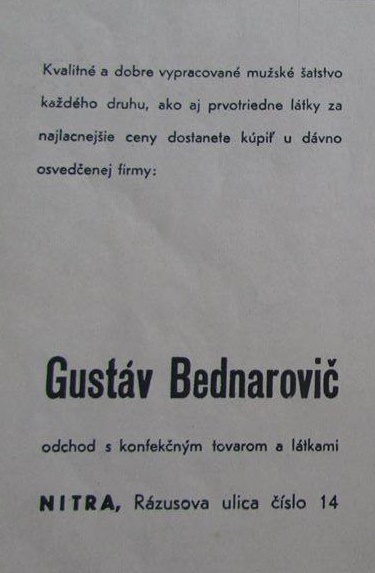 Kvalitné a dobre vypracované mužské šatstvo
každého druhu, ako aj prvotriedne látky za
najlacnejšie ceny dostanete kúpiť u dávno
osvedčenej firmy:
Gustáv Bednarovič
odchod s konfekčným tovarom a látkami
NITRA, Rázusova ulica číslo 14